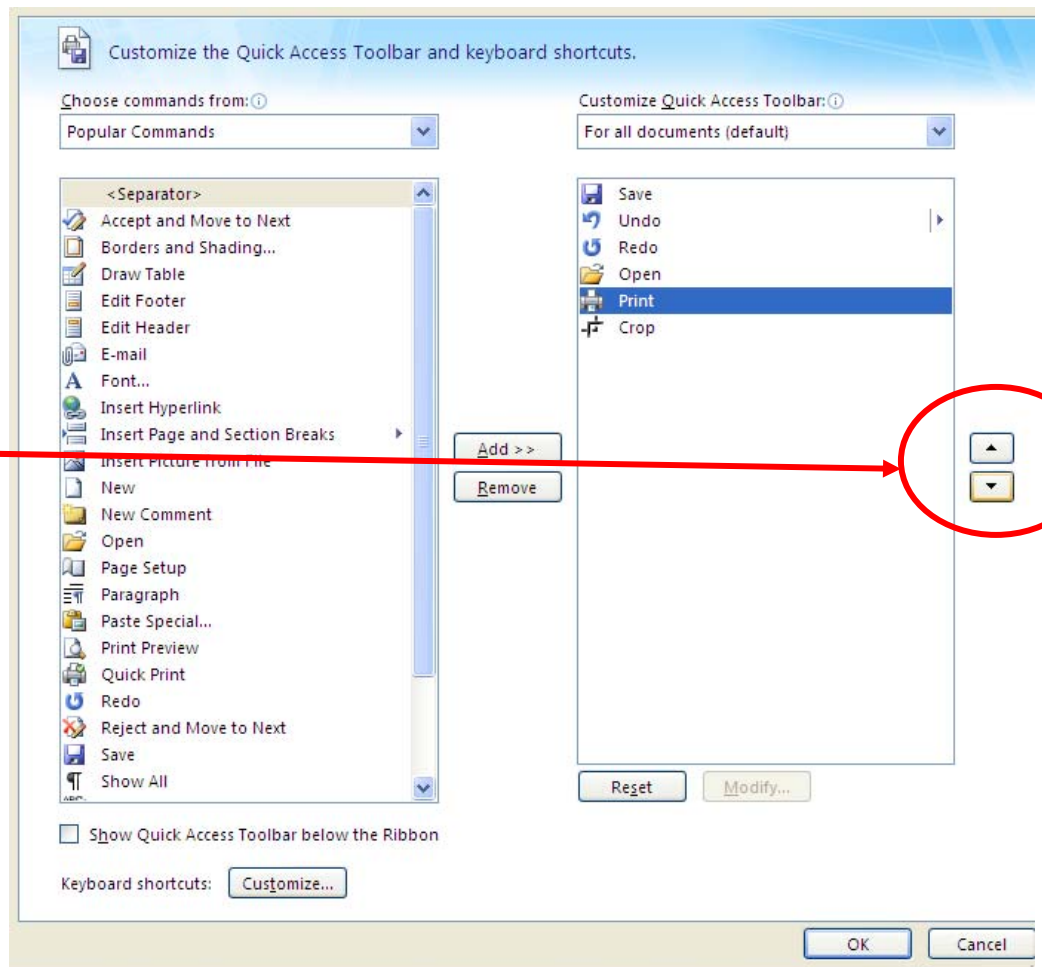 Customize the Quick Access Toolbar and keyboard shortcuts.
Choose commands from:
Popular Commands
<Separator>
Accept and Move to Next
Borders and Shading...
Draw Table
Edit Footer
Edit Header
E-mail
Font...
Insert Hyperlink
Insert Page and Section Breaks
Insert Picture from File
New
New Comment
Open
Page Setup
Paragraph
Paste Special...
Print Preview
Quick Print
Redo
Reject and Move to Next
Save
Show All
Add >>
Remove
Customize Quick Access Toolbar:
For all documents (default)
Save
Undo
Redo
Open
Print
Crop
Reset
Modify...
Show Quick Access Toolbar below the Ribbon
Keyboard shortcuts: Customize...
OK
Cancel